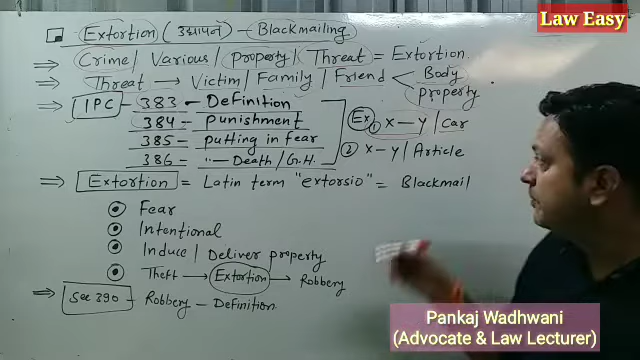 Law Easy
Extortion (उद्यापन) - Blackmailing
⇒ Crime / Various / property / Threat = Extortion.
⇒ Threat → Victim / Family / Friend < Body
property
⇒ IPC - 383 - Definition
384 - punishment
385 - putting in fear
386 - "- Death / G.H.
Ex ① X - Y / Car
② X - Y / Article
⇒ Extortion = Latin term "extorsio" = Blackmail
Fear
Intentional
Induce / Deliver property
Theft → Extortion → Robbery
⇒ Sec 390 - Robbery - Definition
Pankaj Wadhwani
(Advocate & Law Lecturer)